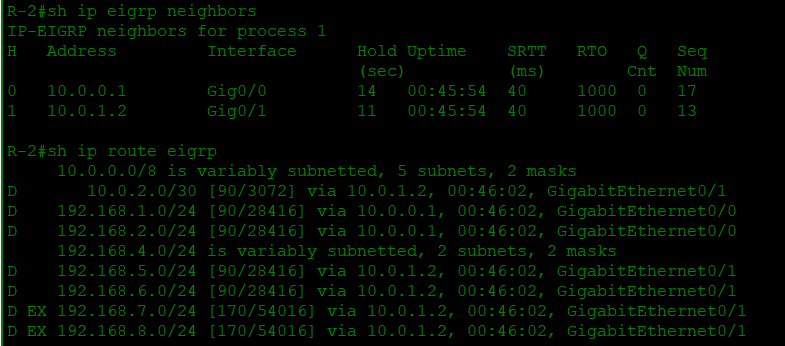 R-2#sh ip eigrp neighbors
IP-EIGRP neighbors for process 1
H   Address         Interface      Hold Uptime    SRTT   RTO   Q   Seq
                                   (sec)          (ms)        Cnt  Num
0   10.0.0.1        Gig0/0         14   00:45:54  40     1000  0   17
1   10.0.1.2        Gig0/1         11   00:45:54  40     1000  0   13
R-2#sh ip route eigrp
     10.0.0.0/8 is variably subnetted, 5 subnets, 2 masks
D       10.0.2.0/30 [90/3072] via 10.0.1.2, 00:46:02, GigabitEthernet0/1
D    192.168.1.0/24 [90/28416] via 10.0.0.1, 00:46:02, GigabitEthernet0/0
D    192.168.2.0/24 [90/28416] via 10.0.0.1, 00:46:02, GigabitEthernet0/0
     192.168.4.0/24 is variably subnetted, 2 subnets, 2 masks
D    192.168.5.0/24 [90/28416] via 10.0.1.2, 00:46:02, GigabitEthernet0/1
D    192.168.6.0/24 [90/28416] via 10.0.1.2, 00:46:02, GigabitEthernet0/1
D EX 192.168.7.0/24 [170/54016] via 10.0.1.2, 00:46:02, GigabitEthernet0/1
D EX 192.168.8.0/24 [170/54016] via 10.0.1.2, 00:46:02, GigabitEthernet0/1